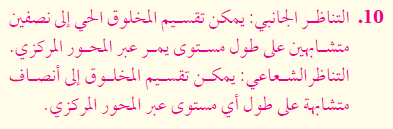 10. التناظر الجانبي: يمكن تقسيم المخلوق الحي إلى نصفين
متشابهين على طول مستوى يمر عبر المحور المركزي.
التناظر الشعاعي: يمكن تقسيم المخلوق إلى أنصاف
متشابهة على طول أي مستوى عبر المحور المركزي.